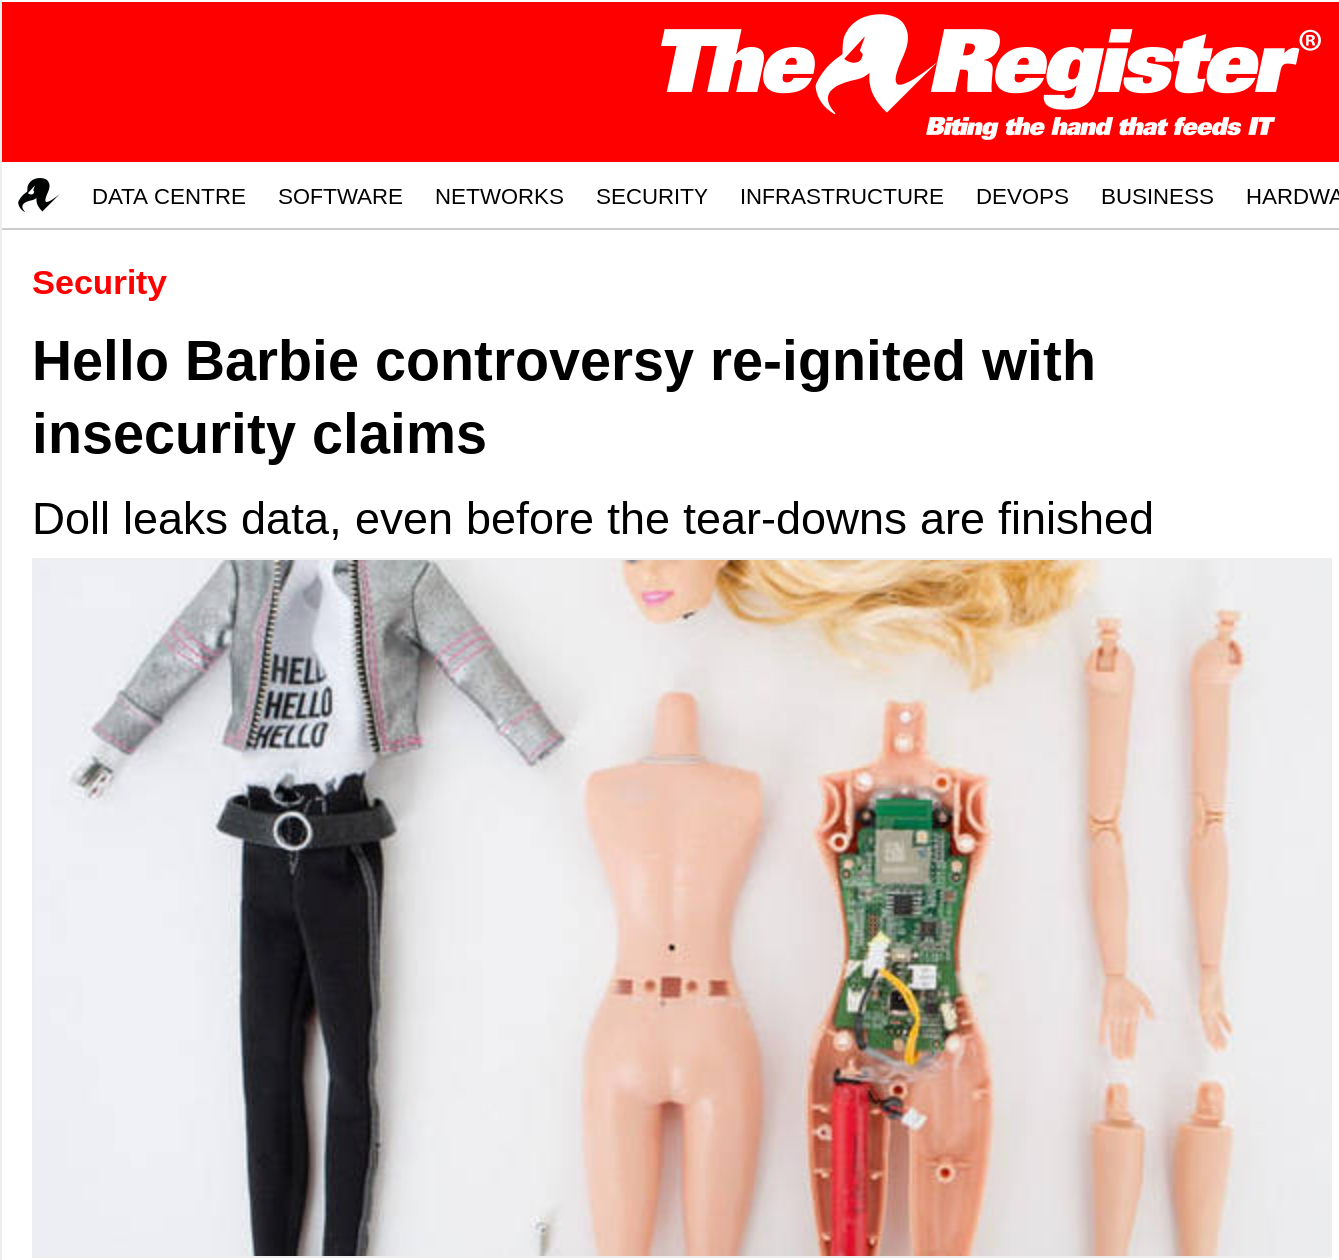 The Register®
Biting the hand that feeds IT
DATA CENTRE SOFTWARE NETWORKS SECURITY INFRASTRUCTURE DEVOPS BUSINESS HARDWA
Security
Hello Barbie controversy re-ignited with
insecurity claims
Doll leaks data, even before the tear-downs are finished
HELLO
HELLO
HELLO